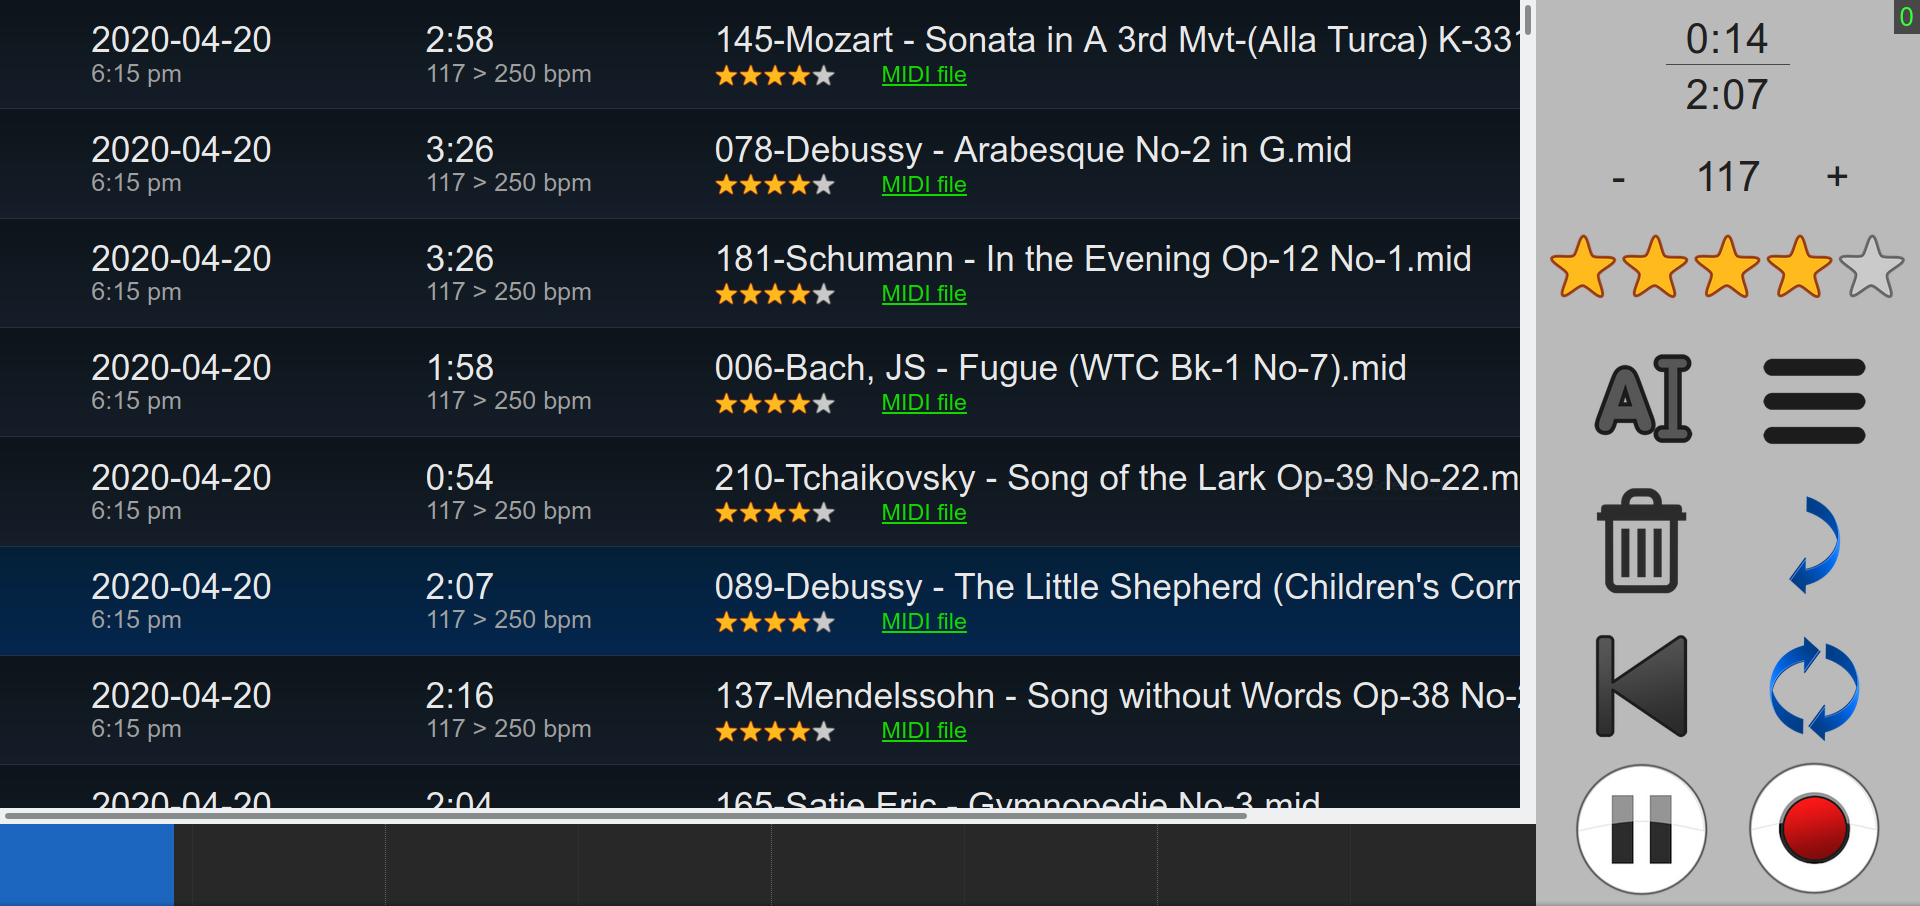 2020-04-20 2:58 145-Mozart - Sonata in A 3rd Mvt-(Alla Turca) K-331
6:15 pm 117 > 250 bpm MIDI file
2020-04-20 3:26 078-Debussy - Arabesque No-2 in G.mid
6:15 pm 117 > 250 bpm MIDI file
2020-04-20 3:26 181-Schumann - In the Evening Op-12 No-1.mid
6:15 pm 117 > 250 bpm MIDI file
2020-04-20 1:58 006-Bach, JS - Fugue (WTC Bk-1 No-7).mid
6:15 pm 117 > 250 bpm MIDI file
2020-04-20 0:54 210-Tchaikovsky - Song of the Lark Op-39 No-22.m
6:15 pm 117 > 250 bpm MIDI file
2020-04-20 2:07 089-Debussy - The Little Shepherd (Children's Corn
6:15 pm 117 > 250 bpm MIDI file
2020-04-20 2:16 137-Mendelssohn - Song without Words Op-38 No-
6:15 pm 117 > 250 bpm MIDI file
2020-04-20 2:04 165-Satie Eric - Gymnopedie No-3.mid
0
0:14
2:07
- 117 +
AI